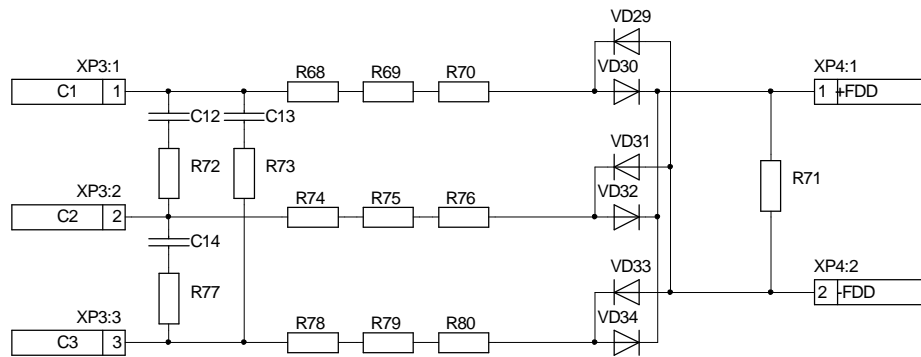 VD29
XP3:1
R68
R69
R70
VD30
XP4:1
C1
1
1
+FDD
C12
C13
VD31
R72
R73
R71
XP3:2
R74
R75
R76
VD32
C2
2
C14
VD33
XP4:2
R77
2
-FDD
XP3:3
R78
R79
R80
VD34
C3
3